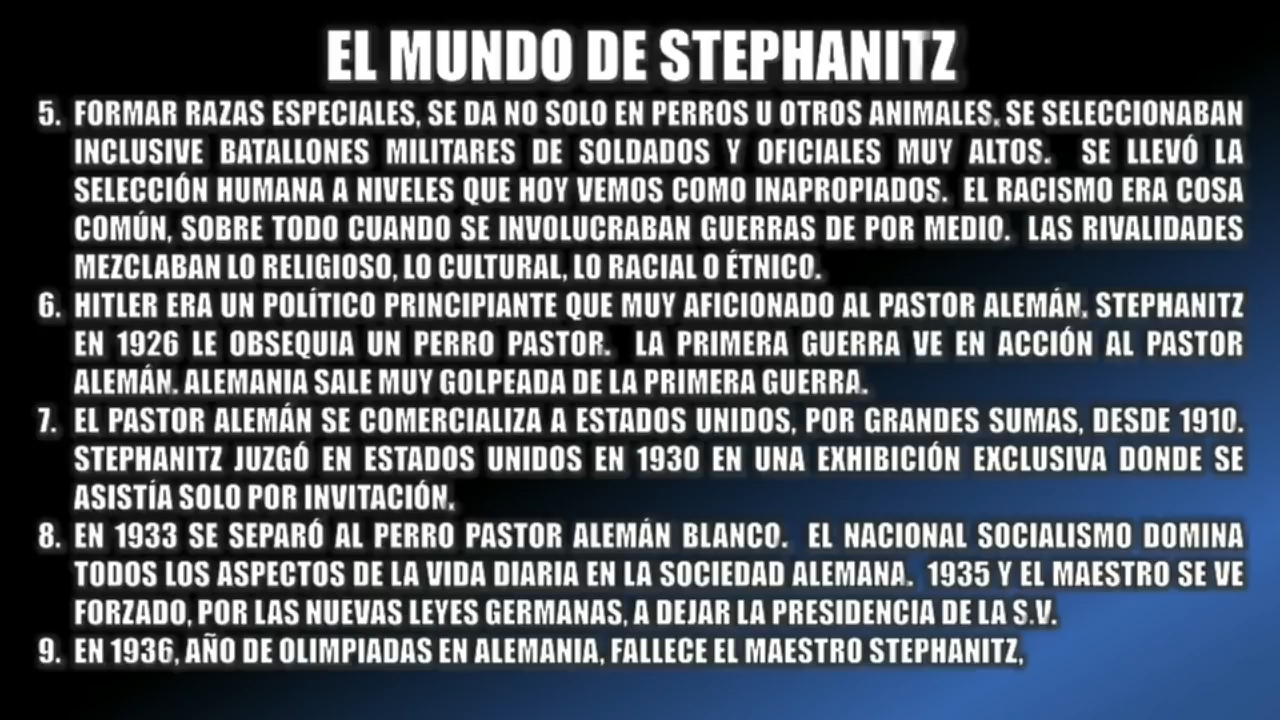 EL MUNDO DE STEPHANITZ
5. FORMAR RAZAS ESPECIALES, SE DA NO SOLO EN PERROS U OTROS ANIMALES. SE SELECCIONABAN
INCLUSIVE BATALLONES MILITARES DE SOLDADOS Y OFICIALES MUY ALTOS. SE LLEVÓ LA
SELECCIÓN HUMANA A NIVELES QUE HOY VEMOS COMO INAPROPIADOS. EL RACISMO ERA COSA
COMÚN, SOBRE TODO CUANDO SE INVOLUCRABAN GUERRAS DE POR MEDIO. LAS RIVALIDADES
MEZCLABAN LO RELIGIOSO, LO CULTURAL, LO RACIAL O ÉTNICO.
6. HITLER ERA UN POLÍTICO PRINCIPIANTE QUE MUY AFICIONADO AL PASTOR ALEMÁN. STEPHANITZ
EN 1926 LE OBSEQUIA UN PERRO PASTOR. LA PRIMERA GUERRA VE EN ACCIÓN AL PASTOR
ALEMÁN. ALEMANIA SALE MUY GOLPEADA DE LA PRIMERA GUERRA.
7. EL PASTOR ALEMÁN SE COMERCIALIZA A ESTADOS UNIDOS, POR GRANDES SUMAS, DESDE 1910.
STEPHANITZ JUZGÓ EN ESTADOS UNIDOS EN 1930 EN UNA EXHIBICIÓN EXCLUSIVA DONDE SE
ASISTÍA SOLO POR INVITACIÓN.
8. EN 1933 SE SEPARÓ AL PERRO PASTOR ALEMÁN BLANCO. EL NACIONAL SOCIALISMO DOMINA
TODOS LOS ASPECTOS DE LA VIDA DIARIA EN LA SOCIEDAD ALEMANA. 1935 Y EL MAESTRO SE VE
FORZADO, POR LAS NUEVAS LEYES GERMANAS, A DEJAR LA PRESIDENCIA DE LA S.V.
9. EN 1936, AÑO DE OLIMPIADAS EN ALEMANIA, FALLECE EL MAESTRO STEPHANITZ,